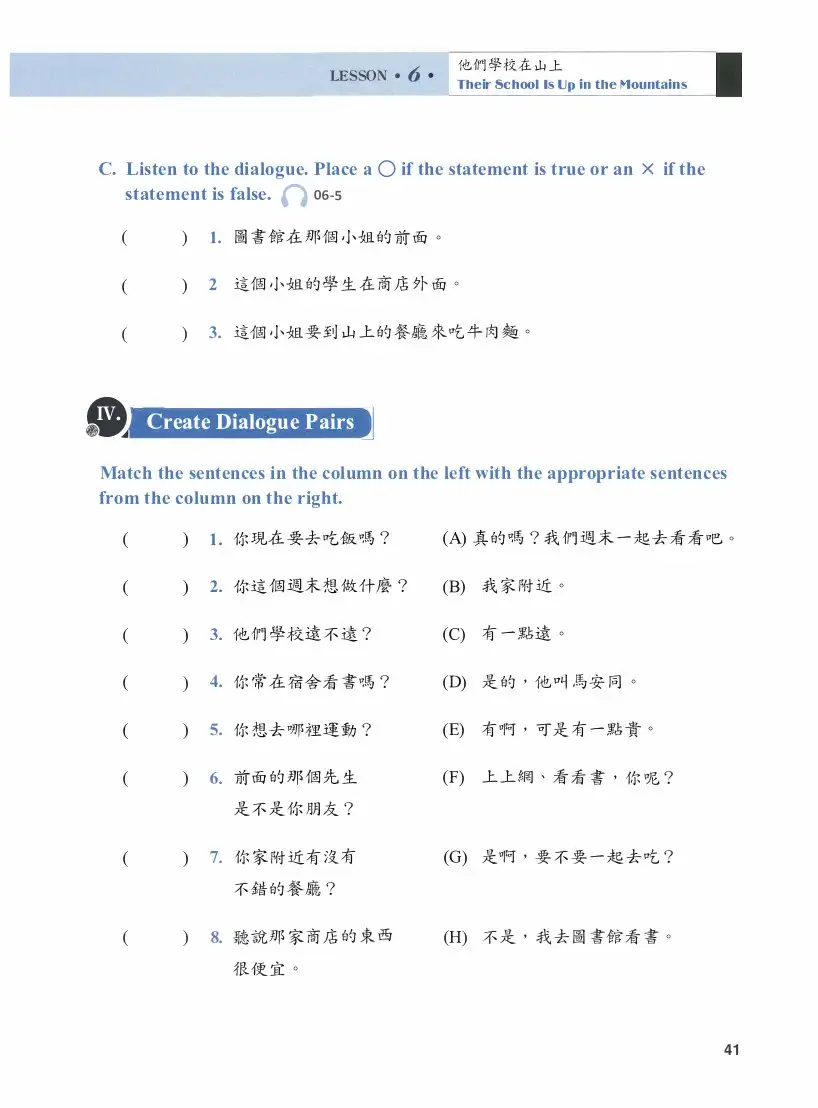 LESSON • 6 •
他們學校在山上
Their School Is Up in the Mountains
C. Listen to the dialogue. Place a ○ if the statement is true or an × if the
statement is false. 06-5
( ) 1. 圖書館在那個小姐的前面。
( ) 2 這個小姐的學生在商店外面。
( ) 3. 這個小姐要到山上的餐廳來吃牛肉麵。
IV. Create Dialogue Pairs
Match the sentences in the column on the left with the appropriate sentences
from the column on the right.
( ) 1. 你現在要去吃飯嗎? (A) 真的嗎?我們週末一起去看看吧。
( ) 2. 你這個週末想做什麼? (B) 我家附近。
( ) 3. 他們學校遠不遠? (C) 有一點遠。
( ) 4. 你常在宿舍看書嗎? (D) 是的,他叫馬安同。
( ) 5. 你想去哪裡運動? (E) 有啊,可是有一點貴。
( ) 6. 前面的那個先生 (F) 上上網、看看書,你呢?
是不是你朋友?
( ) 7. 你家附近有沒有 (G) 是啊,要不要一起去吃?
不錯的餐廳?
( ) 8. 聽說那家商店的東西 (H) 不是,我去圖書館看書。
很便宜。
41